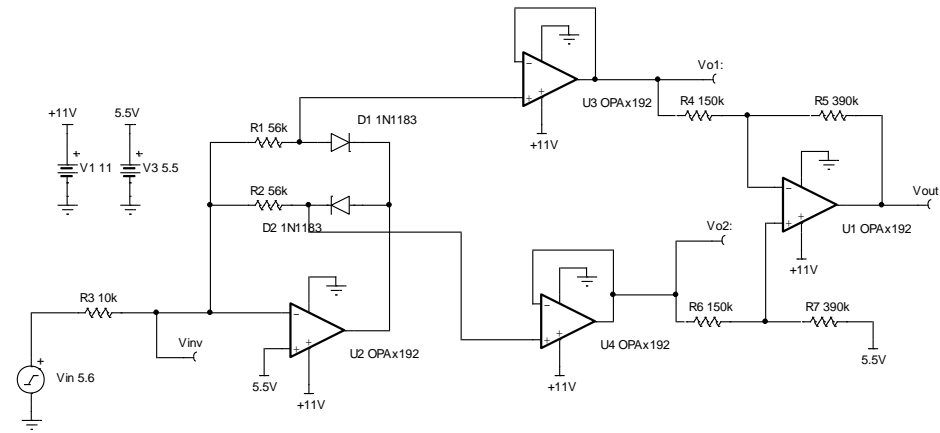 Vo1:
U3 OPAx192
R4 150k
R5 390k
+11V
5.5V
R1 56k
D1 1N1183
+11V
V1 11
V3 5.5
R2 56k
Vout
D2 1N1183
Vo2:
U1 OPAx192
+11V
R3 10k
R6 150k
R7 390k
Vinv
U2 OPAx192
U4 OPAx192
5.5V
Vin 5.6
5.5V
+11V
+11V